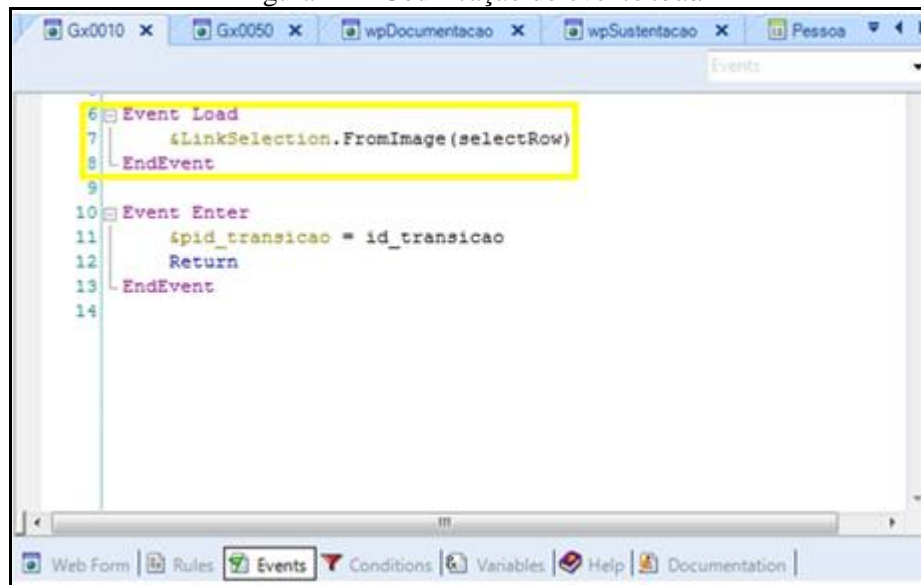 Gx0010 Gx0050 wpDocumentacao wpSustentacao Pessoa
Events
6 Event Load
7 &LinkSelection.FromImage(selectRow)
8 EndEvent
9
10 Event Enter
11 &pid_transicao = id_transicao
12 Return
13 EndEvent
14
Web Form Rules Events Conditions Variables Help Documentation